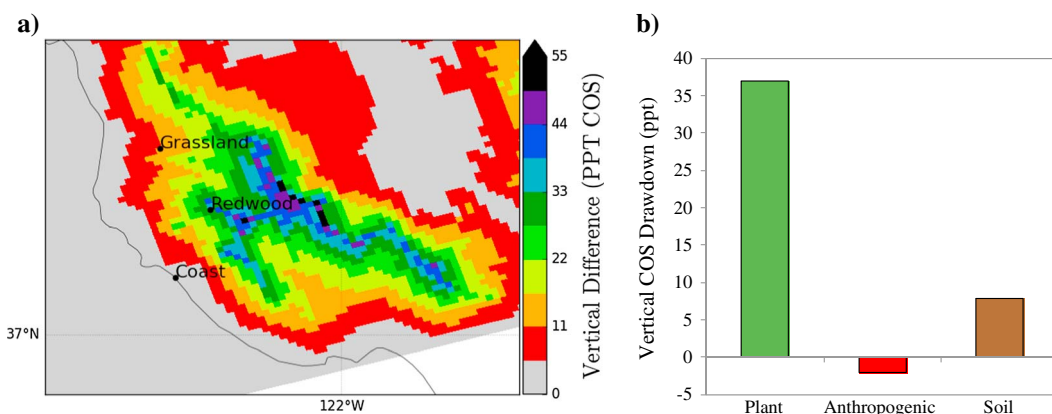 a)
Grassland
Redwood
Coast
37°N
122°W
55
44
33
22
11
0
Vertical Difference (PPT COS)
b)
Vertical COS Drawdown (ppt)
40
35
30
25
20
15
10
5
0
-5
Plant Anthropogenic Soil